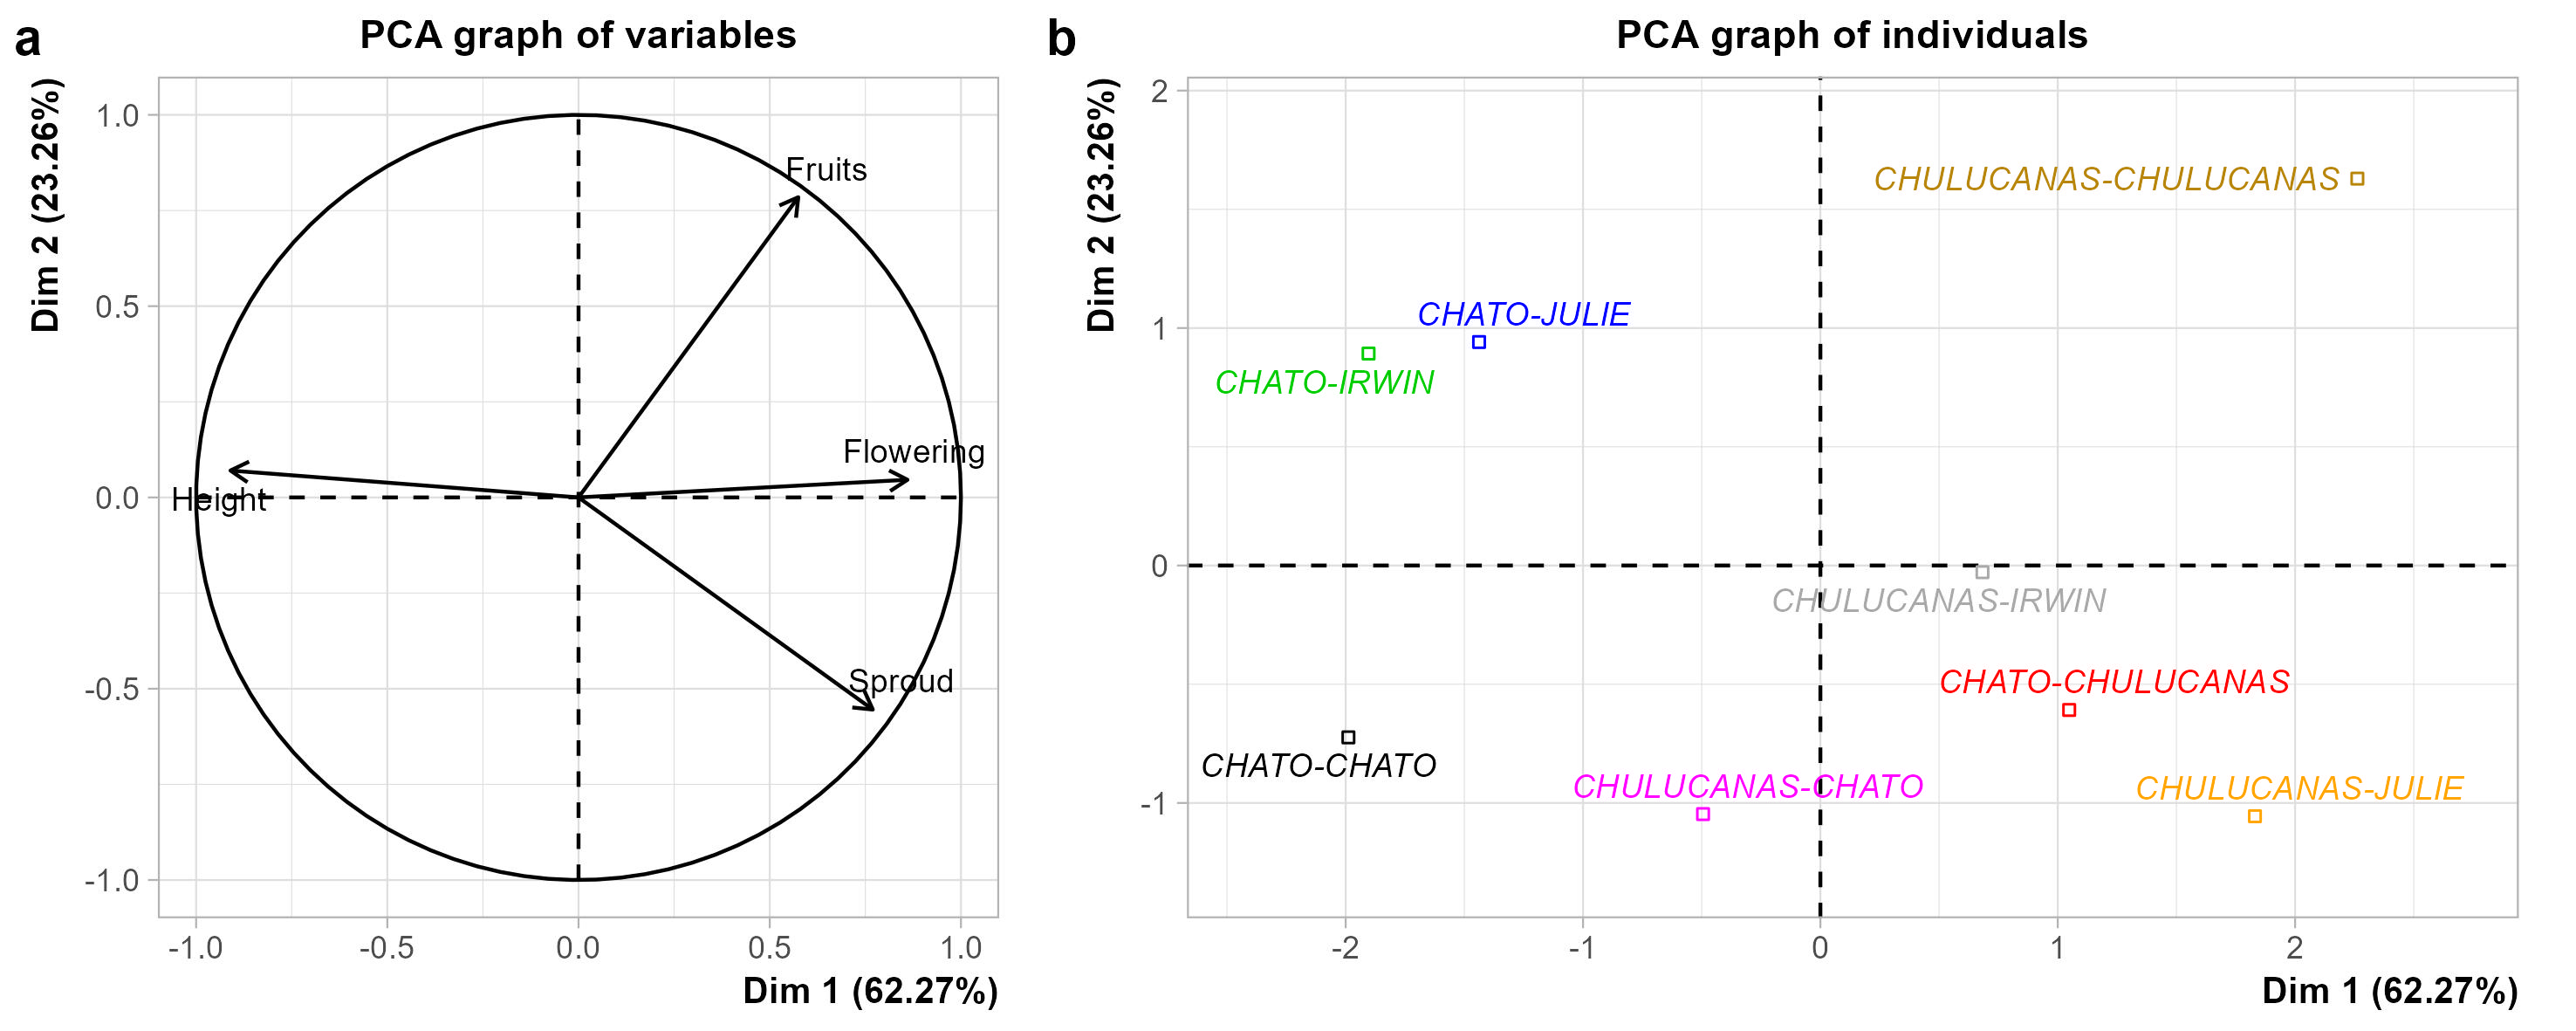 a
PCA graph of variables
Dim 2 (23.26%)
1.0
0.5
0.0
-0.5
-1.0
Fruits
Flowering
Height
Sproud
-1.0 -0.5 0.0 0.5 1.0
Dim 1 (62.27%)
b
PCA graph of individuals
Dim 2 (23.26%)
2
1
0
-1
CHULUCANAS-CHULUCANAS
CHATO-JULIE
CHATO-IRWIN
CHULUCANAS-IRWIN
CHATO-CHULUCANAS
CHATO-CHATO
CHULUCANAS-CHATO
CHULUCANAS-JULIE
-2 -1 0 1 2
Dim 1 (62.27%)